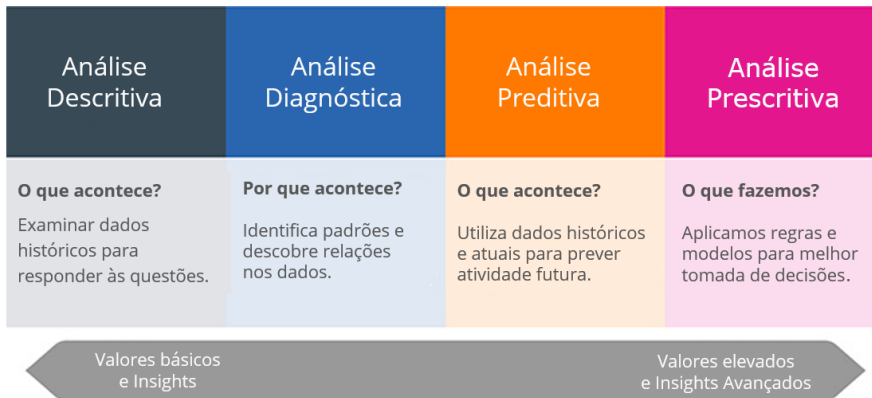 Análise
Descritiva
Análise
Diagnóstica
Análise
Preditiva
Análise
Prescritiva
O que acontece?
Examinar dados
históricos para
responder às questões.
Por que acontece?
Identifica padrões e
descobre relações
nos dados.
O que acontece?
Utiliza dados históricos
e atuais para prever
atividade futura.
O que fazemos?
Aplicamos regras e
modelos para melhor
tomada de decisões.
Valores básicos
e Insights
Valores elevados
e Insights Avançados